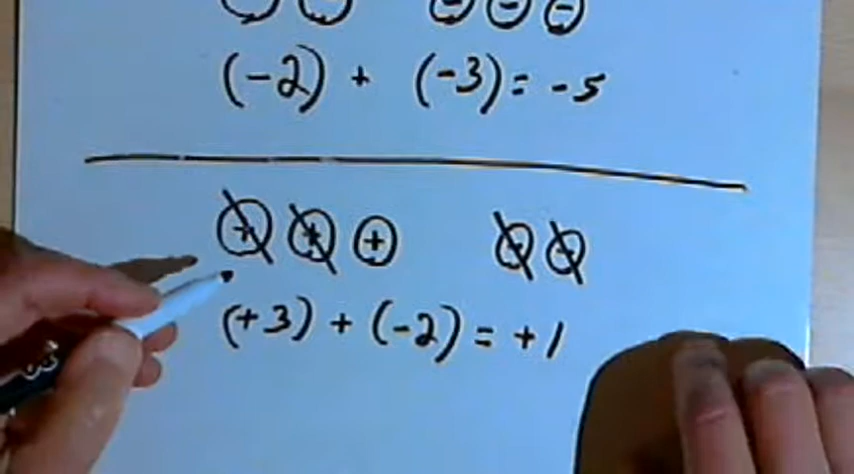 (-2) + (-3) = -5
+ + +
(+3) + (-2) = +1